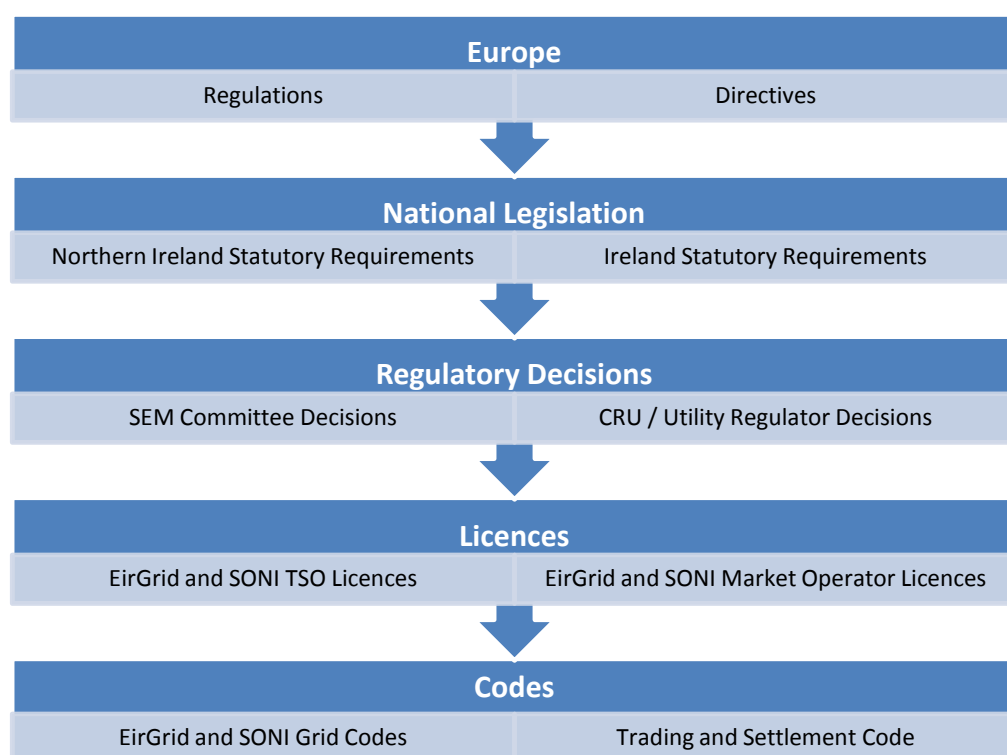 Europe
Regulations
Directives
National Legislation
Northern Ireland Statutory Requirements
Ireland Statutory Requirements
Regulatory Decisions
SEM Committee Decisions
CRU / Utility Regulator Decisions
Licences
EirGrid and SONI TSO Licences
EirGrid and SONI Market Operator Licences
Codes
EirGrid and SONI Grid Codes
Trading and Settlement Code